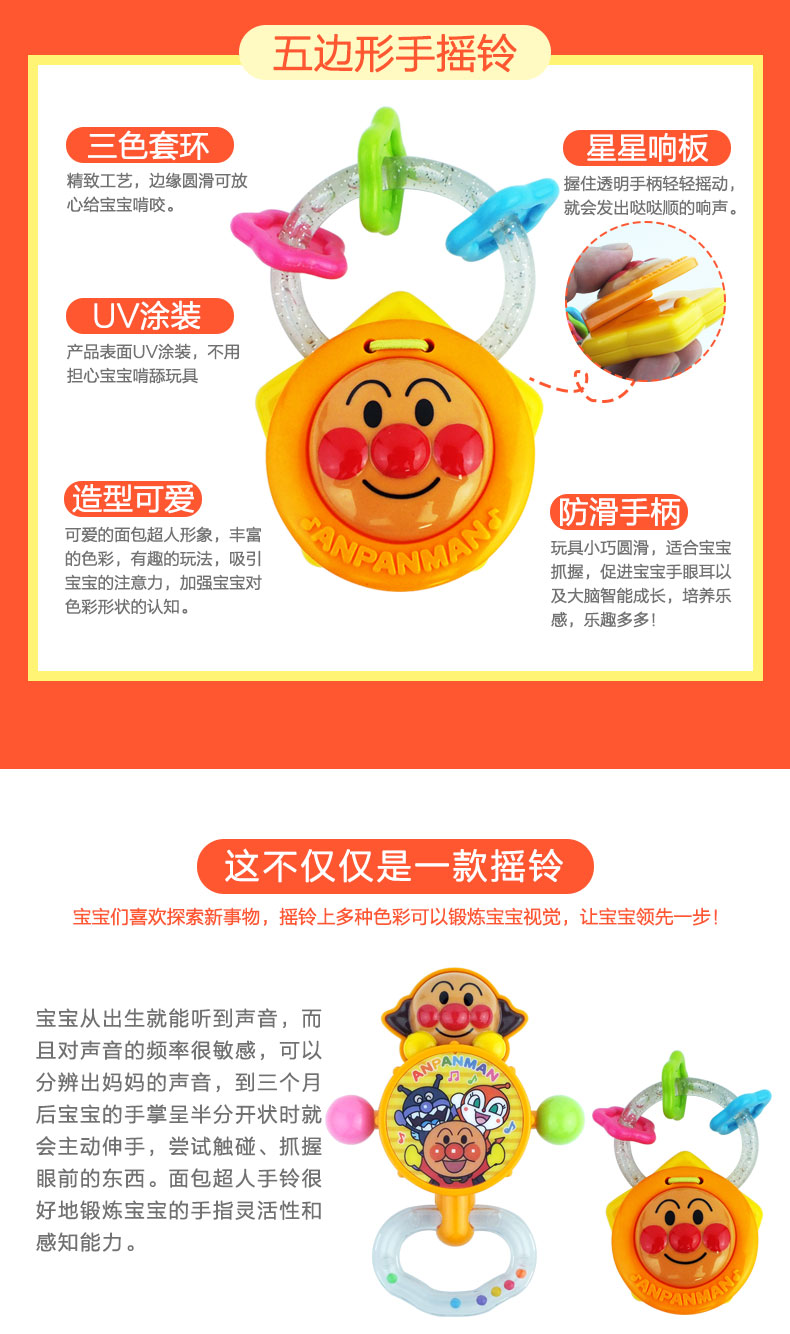 五边形手摇铃
三色套环
精致工艺，边缘圆滑可放
心给宝宝啃咬。
星星响板
握住透明手柄轻轻摇动，
就会发出哒哒顺的响声。
UV涂装
产品表面UV涂装，不用
担心宝宝啃舔玩具
造型可爱
可爱的面包超人形象，丰富
的色彩，有趣的玩法，吸引
宝宝的注意力，加强宝宝对
色彩形状的认知。
防滑手柄
玩具小巧圆滑，适合宝宝
抓握，促进宝宝手眼耳以
及大脑智能成长，培养乐
感，乐趣多多！
♪ANPANMAN♪
这不仅仅是一款摇铃
宝宝们喜欢探索新事物，摇铃上多种色彩可以锻炼宝宝视觉，让宝宝领先一步！
宝宝从出生就能听到声音，而
且对声音的频率很敏感，可以
分辨出妈妈的声音，到三个月
后宝宝的手掌呈半分开状时就
会主动伸手，尝试触碰、抓握
眼前的东西。面包超人手铃很
好地锻炼宝宝的手指灵活性和
感知能力。
ANPANMAN
♪ANPANMAN♪